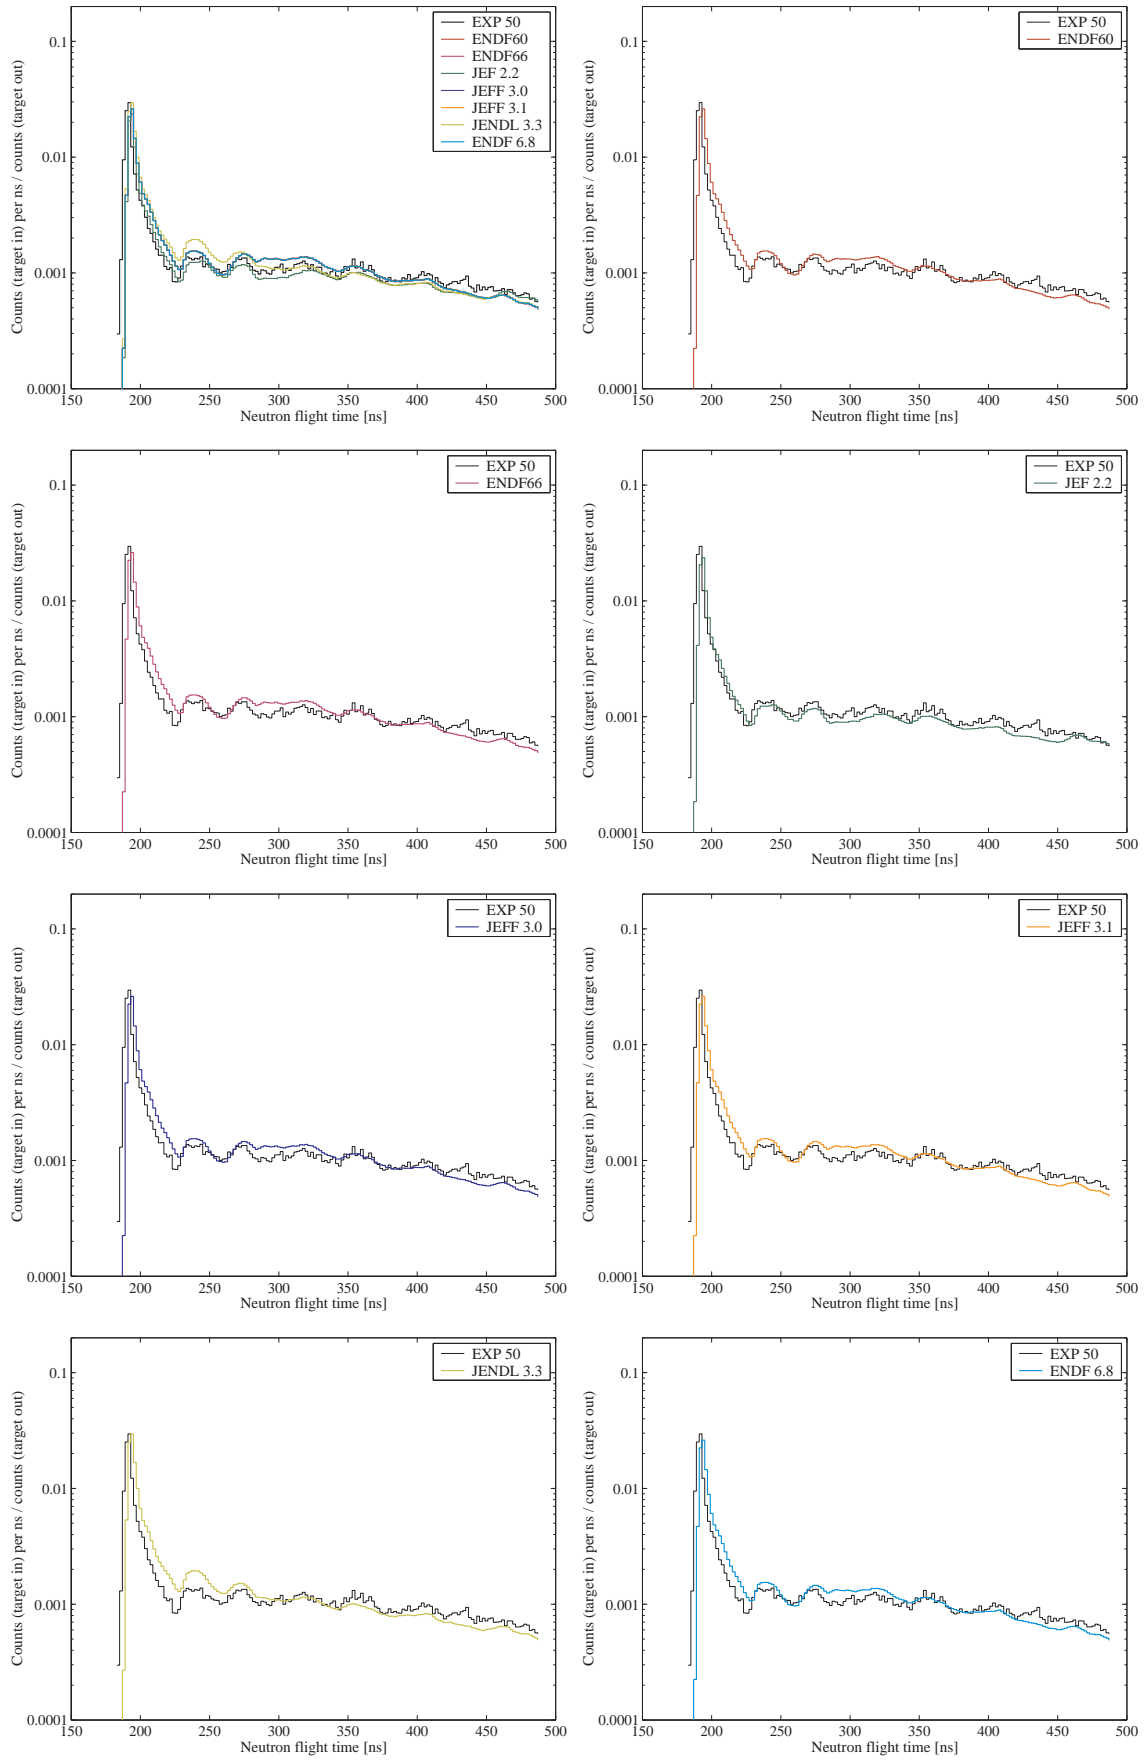 EXP 50
ENDF60
ENDF66
JEF 2.2
JEFF 3.0
JEFF 3.1
JENDL 3.3
ENDF 6.8
0.1
0.01
0.001
0.0001
150 200 250 300 350 400 450 500
Neutron flight time [ns]
Counts (target in) per ns / counts (target out)
EXP 50
ENDF60
0.1
0.01
0.001
0.0001
150 200 250 300 350 400 450 500
Neutron flight time [ns]
Counts (target in) per ns / counts (target out)
EXP 50
ENDF66
0.1
0.01
0.001
0.0001
150 200 250 300 350 400 450 500
Neutron flight time [ns]
Counts (target in) per ns / counts (target out)
EXP 50
JEF 2.2
0.1
0.01
0.001
0.0001
150 200 250 300 350 400 450 500
Neutron flight time [ns]
Counts (target in) per ns / counts (target out)
EXP 50
JEFF 3.0
0.1
0.01
0.001
0.0001
150 200 250 300 350 400 450 500
Neutron flight time [ns]
Counts (target in) per ns / counts (target out)
EXP 50
JEFF 3.1
0.1
0.01
0.001
0.0001
150 200 250 300 350 400 450 500
Neutron flight time [ns]
Counts (target in) per ns / counts (target out)
EXP 50
JENDL 3.3
0.1
0.01
0.001
0.0001
150 200 250 300 350 400 450 500
Neutron flight time [ns]
Counts (target in) per ns / counts (target out)
EXP 50
ENDF 6.8
0.1
0.01
0.001
0.0001
150 200 250 300 350 400 450 500
Neutron flight time [ns]
Counts (target in) per ns / counts (target out)